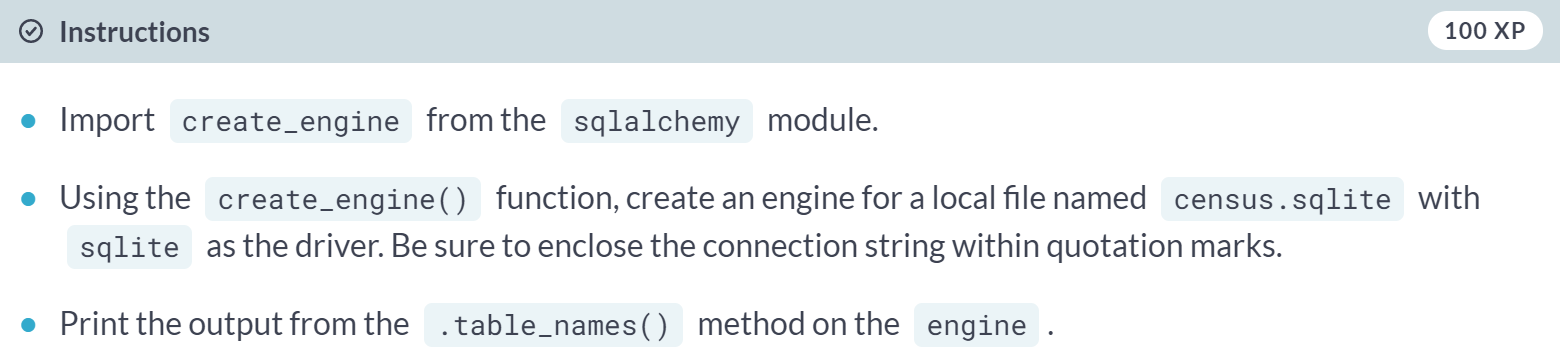 Instructions 100 XP
Import create_engine from the sqlalchemy module.
Using the create_engine() function, create an engine for a local file named census.sqlite with
sqlite as the driver. Be sure to enclose the connection string within quotation marks.
Print the output from the .table_names() method on the engine .